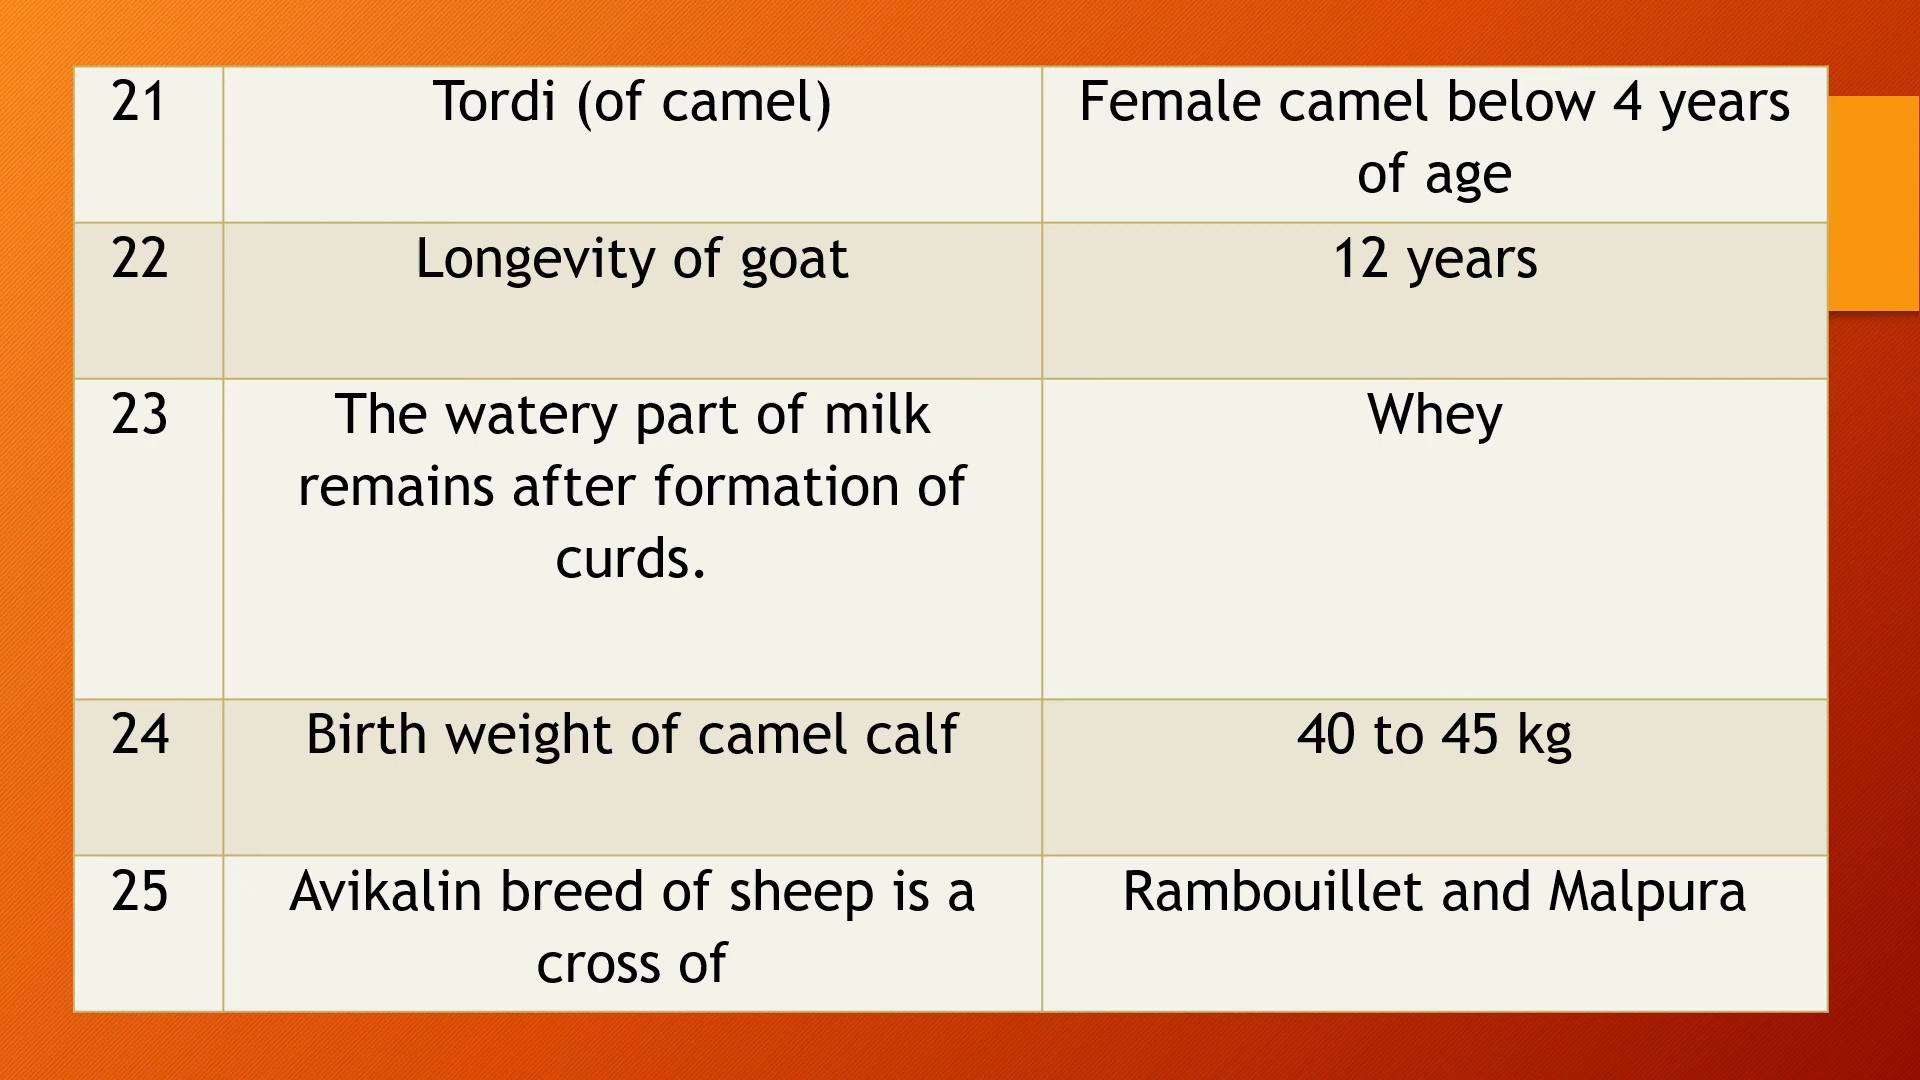 21 Tordi (of camel) Female camel below 4 years
of age
22 Longevity of goat 12 years
23 The watery part of milk Whey
remains after formation of
curds.
24 Birth weight of camel calf 40 to 45 kg
25 Avikalin breed of sheep is a Rambouillet and Malpura
cross of